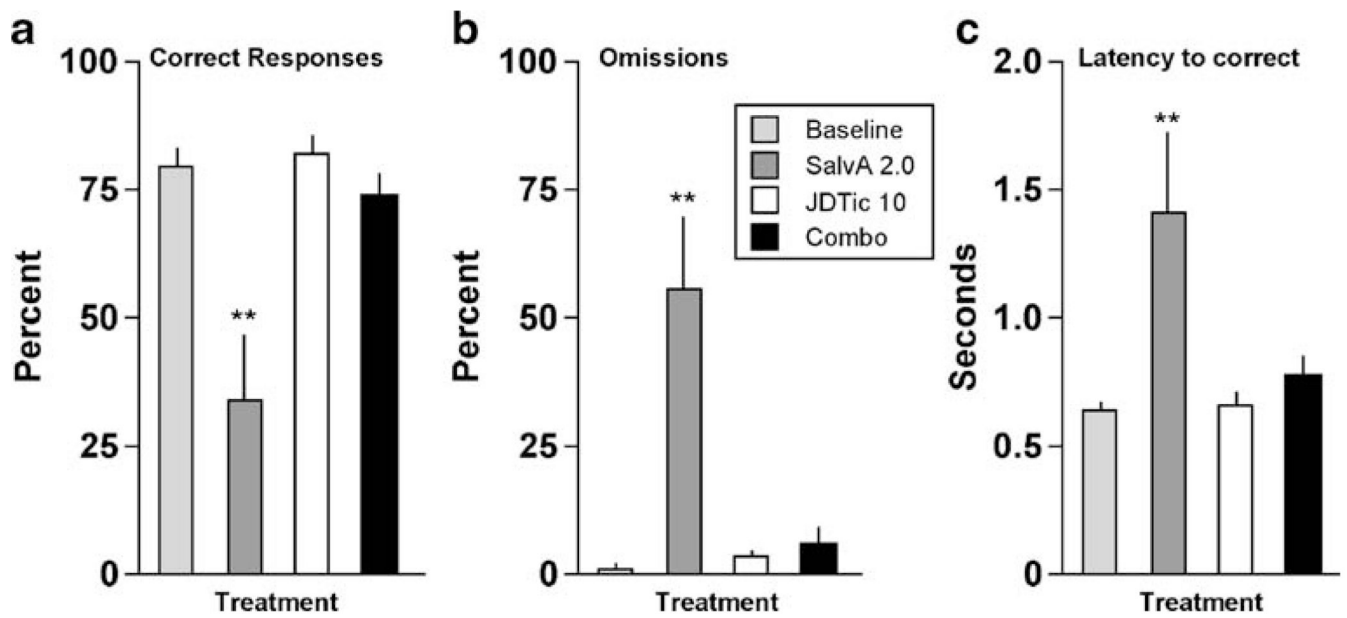 a
Correct Responses
100
75
50
25
0
Percent
**
Treatment
b
Omissions
100
75
50
25
0
Percent
**
Treatment
Baseline
SalvA 2.0
JDTic 10
Combo
c
Latency to correct
2.0
1.5
1.0
0.5
0
Seconds
**
Treatment